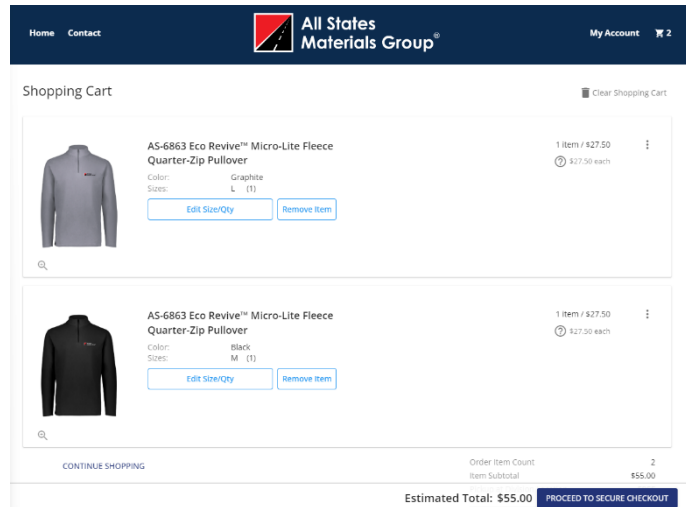 Home Contact
All States
Materials Group®
My Account 2
Shopping Cart
Clear Shopping Cart
AS-6863 Eco Revive™ Micro-Lite Fleece
Quarter-Zip Pullover
1 item / $27.50
? $27.50 each
Color: Graphite
Sizes: L (1)
Edit Size/Qty Remove Item
AS-6863 Eco Revive™ Micro-Lite Fleece
Quarter-Zip Pullover
1 item / $27.50
? $27.50 each
Color: Black
Sizes: M (1)
Edit Size/Qty Remove Item
CONTINUE SHOPPING
Order Item Count 2
Item Subtotal $55.00
Estimated Total: $55.00 PROCEED TO SECURE CHECKOUT